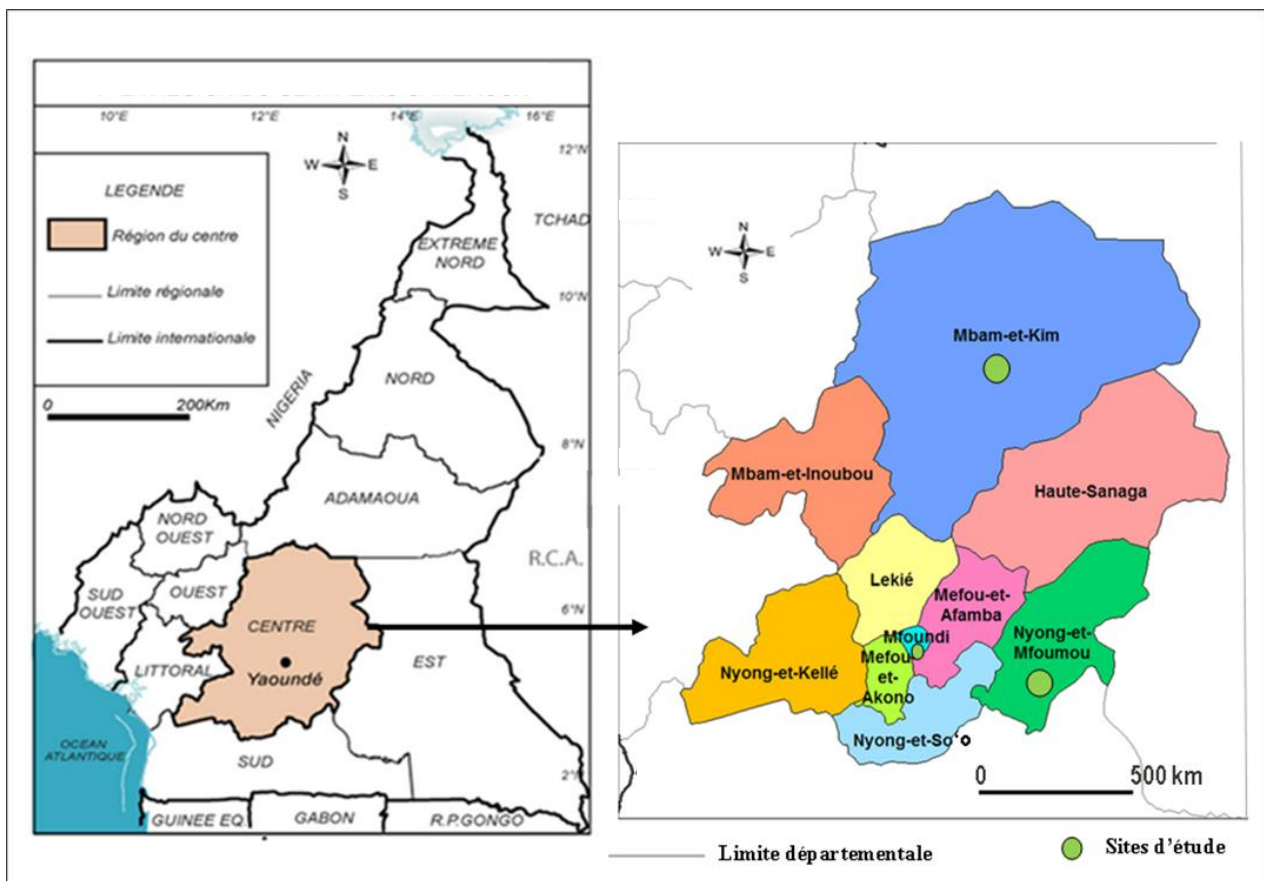 10°E 12°E 14°E 16°E
N
W E
S
12°N
LEGENDE
Région du centre
Limite régionale
Limite internationale
0 200Km
TCHAD
EXTREME
NORD
10°N
NORD
NIGERIA
8°N
ADAMAOUA
NORD
OUEST
R.C.A.
SUD
OUEST
OUEST
6°N
CENTRE
LITTORAL
Yaoundé
EST
OCEAN
ATLANTIQUE
SUD
2°N
GUINEE EQ.
GABON
R.P.GONGO
N
W E
S
Mbam-et-Kim
Mbam-et-Inoubou
Haute-Sanaga
Lekié
Mefou-et-
Afamba
Mfoundi
Nyong-et-
Mfoumou
Nyong-et-Kellé
Mefou-
et-
Akono
Nyong-et-So'o
0 500 km
Limite départementale
Sites d'étude